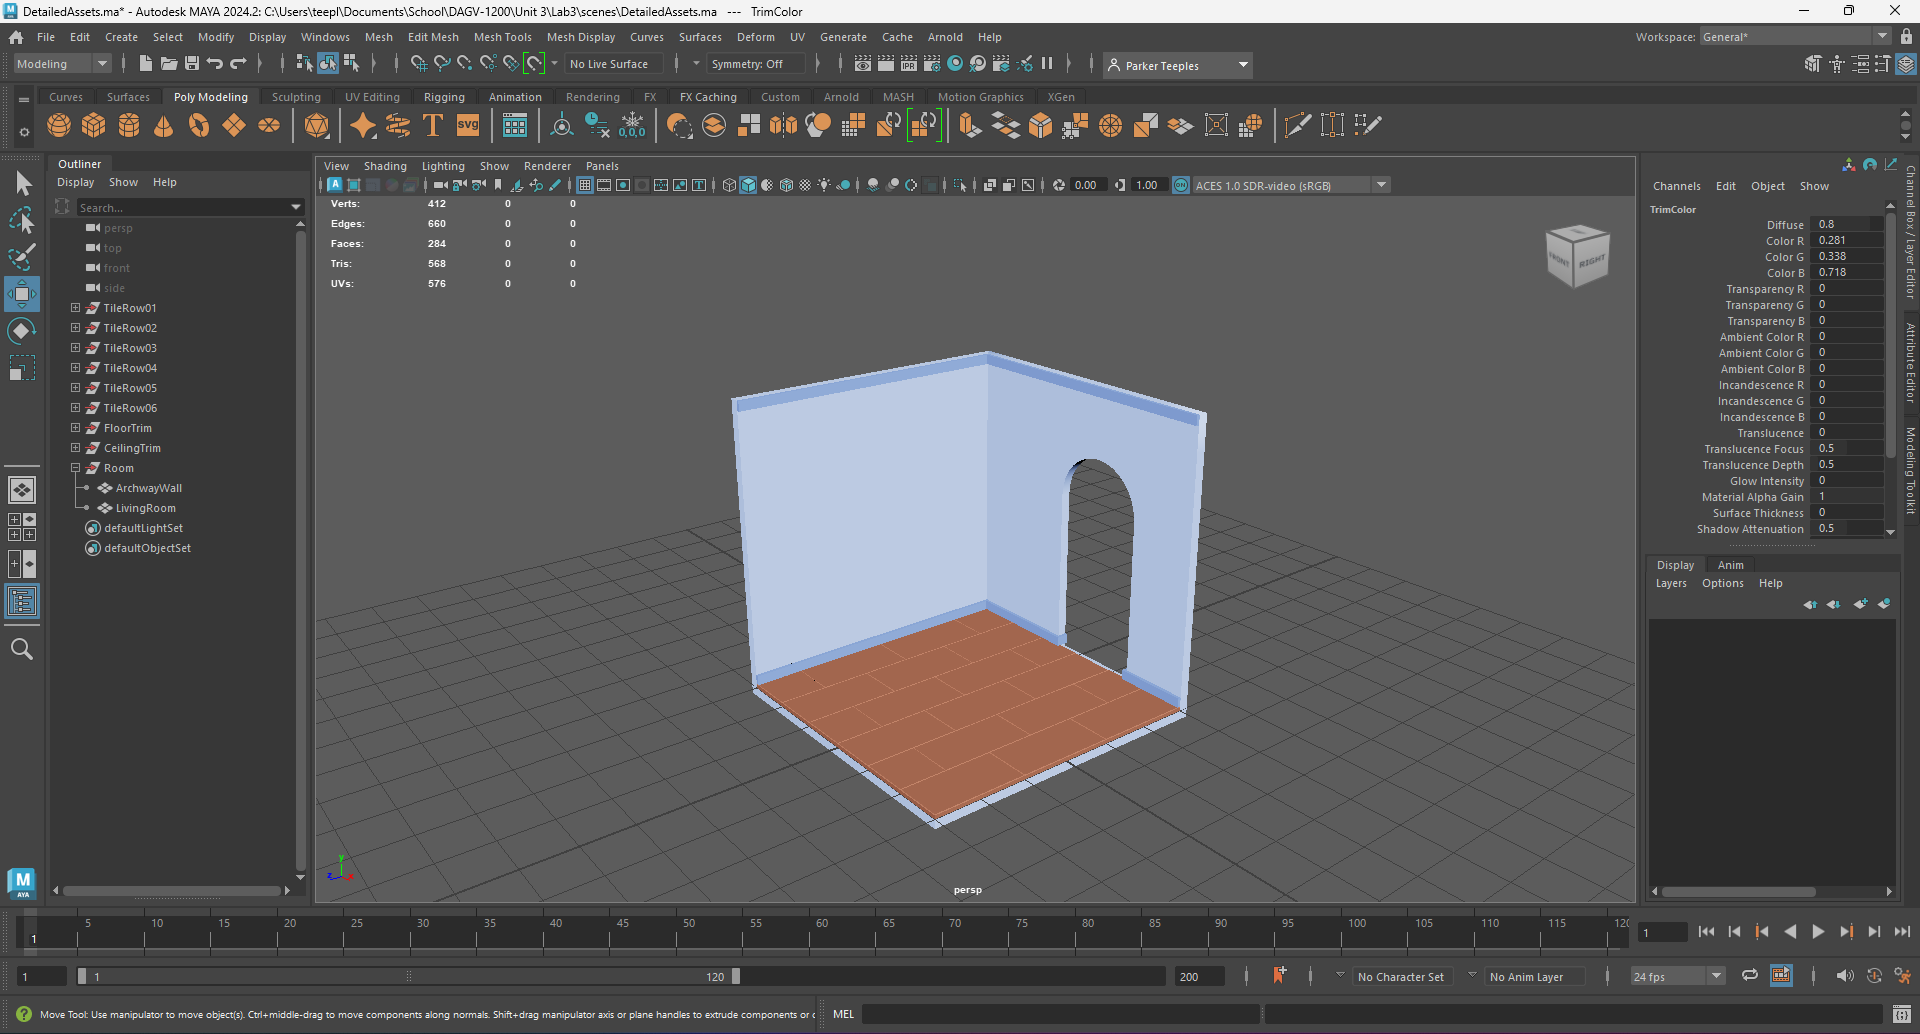 DetailedAssets.ma* - Autodesk MAYA 2024.2: C:\Users\teepl\Documents\School\DAGV-1200\Unit 3\Lab3\scenes\DetailedAssets.ma --- TrimColor
File Edit Create Select Modify Display Windows Mesh Edit Mesh Mesh Tools Mesh Display Curves Surfaces Deform UV Generate Cache Arnold Help
Workspace: General*
Modeling No Live Surface Symmetry: Off Parker Teeples
Curves Surfaces Poly Modeling Sculpting UV Editing Rigging Animation Rendering FX FX Caching Custom Arnold MASH Motion Graphics XGen
Outliner
Display Show Help
Search...
persp
top
front
side
TileRow01
TileRow02
TileRow03
TileRow04
TileRow05
TileRow06
FloorTrim
CeilingTrim
Room
ArchwayWall
LivingRoom
defaultLightSet
defaultObjectSet
View Shading Lighting Show Renderer Panels
0.00 1.00 ACES 1.0 SDR-video (sRGB)
Verts: 412 0 0
Edges: 660 0 0
Faces: 284 0 0
Tris: 568 0 0
UVs: 576 0 0
FRONT RIGHT
y
z x
persp
Channels Edit Object Show
TrimColor
Diffuse 0.8
Color R 0.281
Color G 0.338
Color B 0.718
Transparency R 0
Transparency G 0
Transparency B 0
Ambient Color R 0
Ambient Color G 0
Ambient Color B 0
Incandescence R 0
Incandescence G 0
Incandescence B 0
Translucence 0
Translucence Focus 0.5
Translucence Depth 0.5
Glow Intensity 0
Material Alpha Gain 1
Surface Thickness 0
Shadow Attenuation 0.5
Display Anim
Layers Options Help
Channel Box / Layer Editor
Attribute Editor
Modeling Toolkit
M
AYA
1 5 10 15 20 25 30 35 40 45 50 55 60 65 70 75 80 85 90 95 100 105 110 115 120
1
1 1 120 200 No Character Set No Anim Layer 24 fps
Move Tool: Use manipulator to move object(s). Ctrl+middle-drag to move components along normals. Shift+drag manipulator axis or plane handles to extrude components or c
MEL